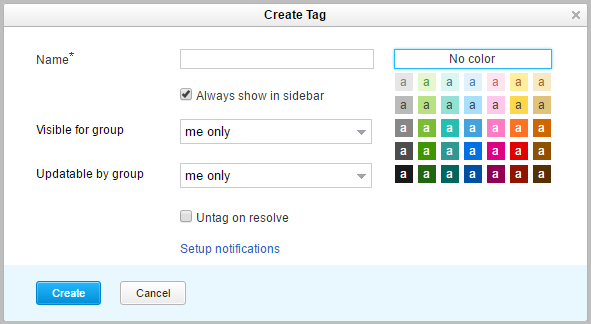 Create Tag ×
Name* No color
a a a a a a a
Always show in sidebar a a a a a a a
Visible for group me only a a a a a a a
a a a a a a a
Updatable by group me only a a a a a a a
Untag on resolve
Setup notifications
Create Cancel